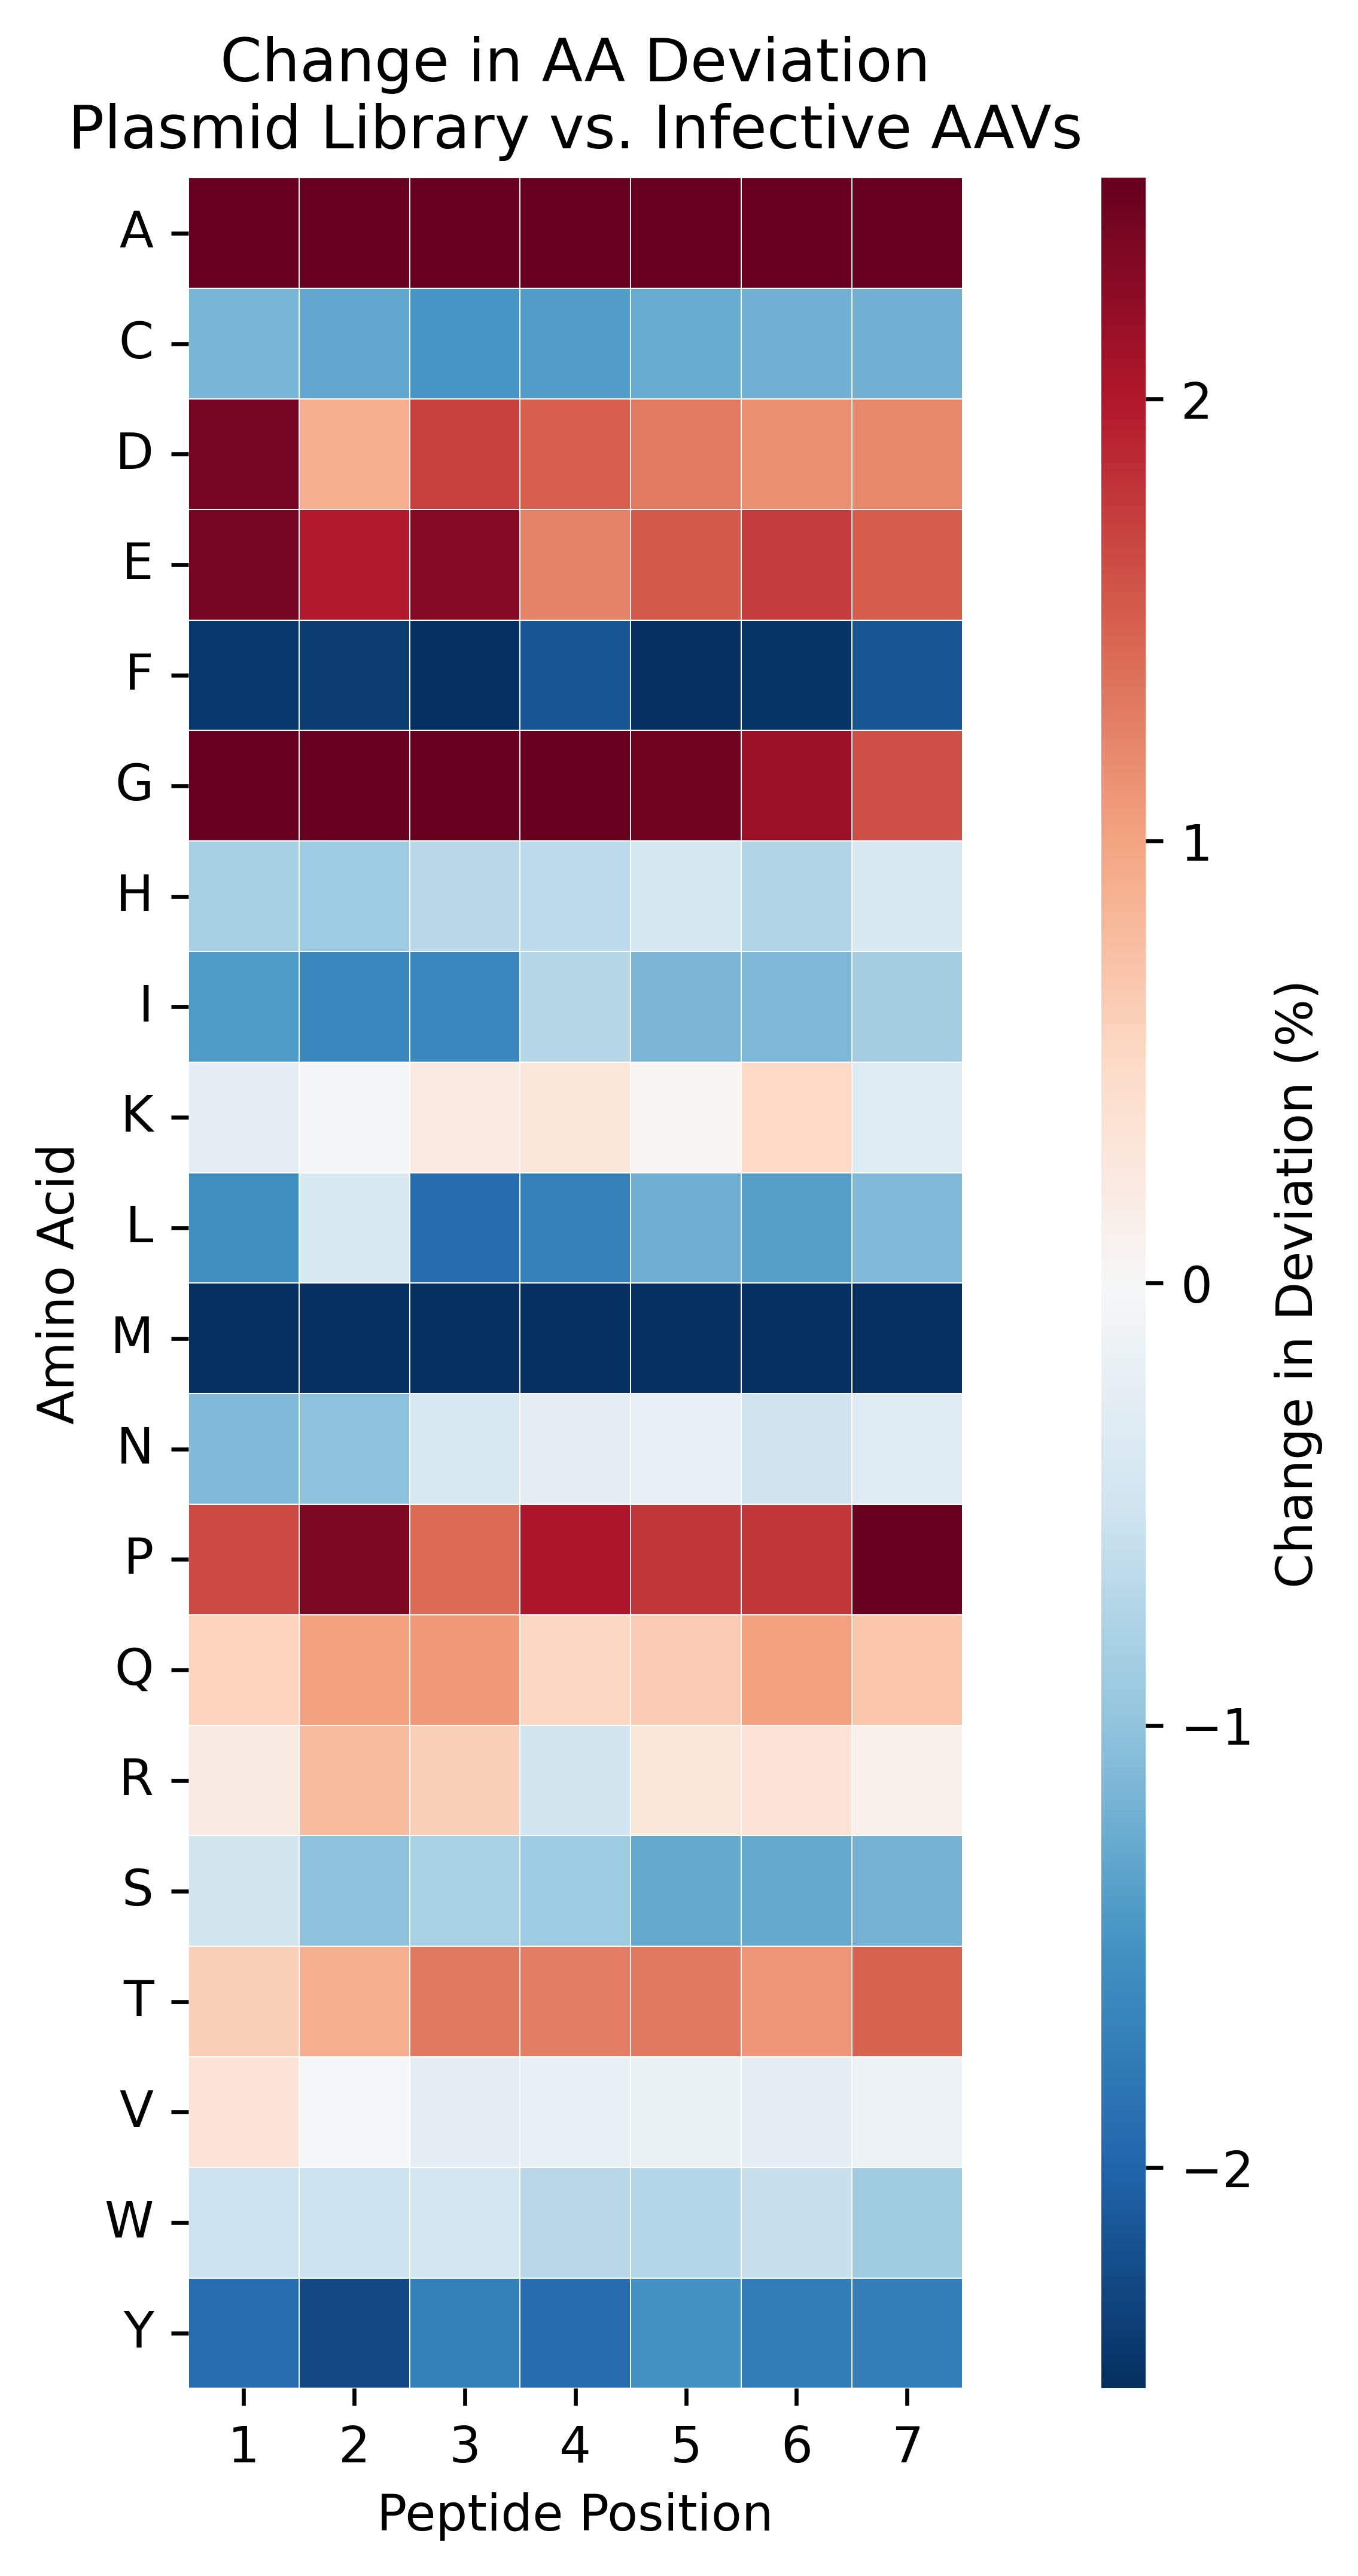 Change in AA Deviation
Plasmid Library vs. Infective AAVs
A
C
D
E
F
G
H
I
K
L
M
N
P
Q
R
S
T
V
W
Y
Amino Acid
1 2 3 4 5 6 7
Peptide Position
2
1
0
−1
−2
Change in Deviation (%)